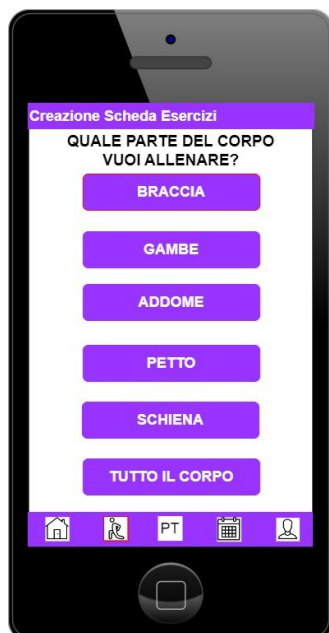 Creazione Scheda Esercizi
QUALE PARTE DEL CORPO
VUOI ALLENARE?
BRACCIA
GAMBE
ADDOME
PETTO
SCHIENA
TUTTO IL CORPO
PT